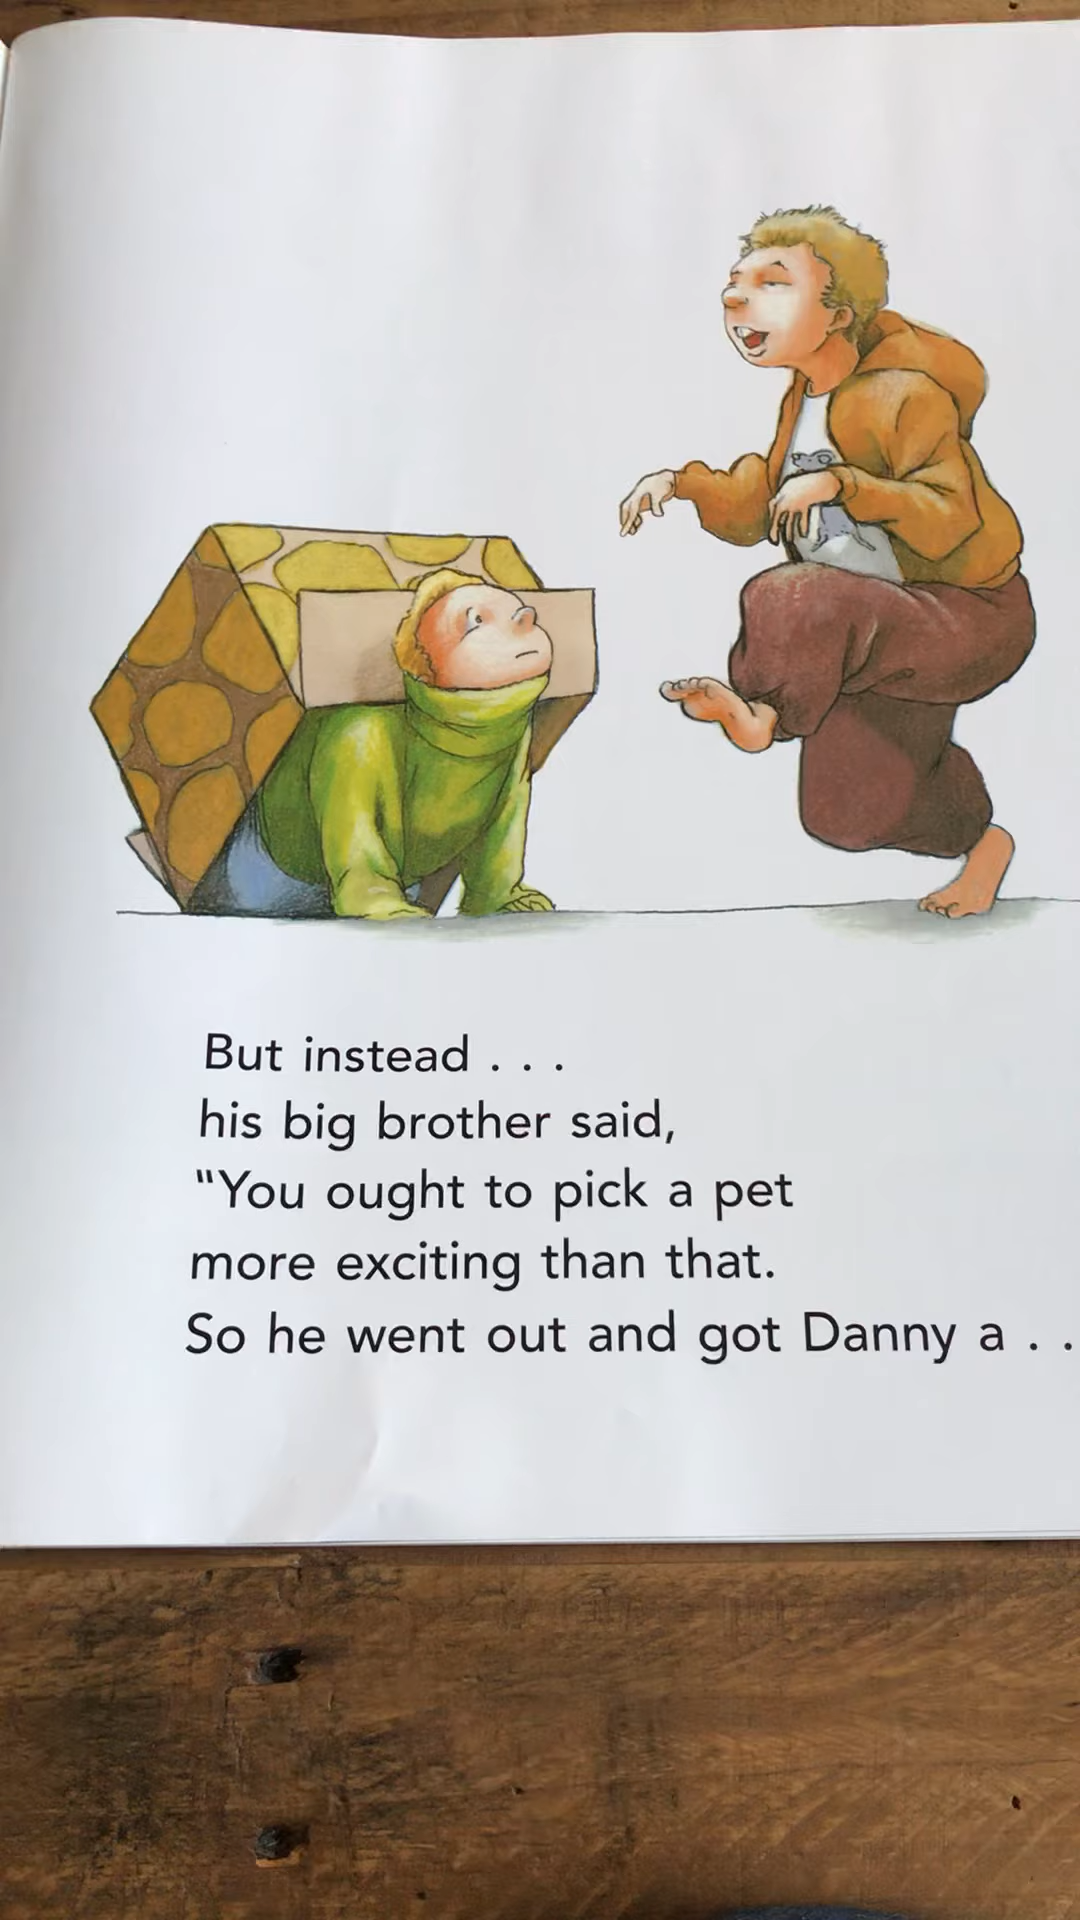 But instead . . .
his big brother said,
"You ought to pick a pet
more exciting than that.
So he went out and got Danny a . .